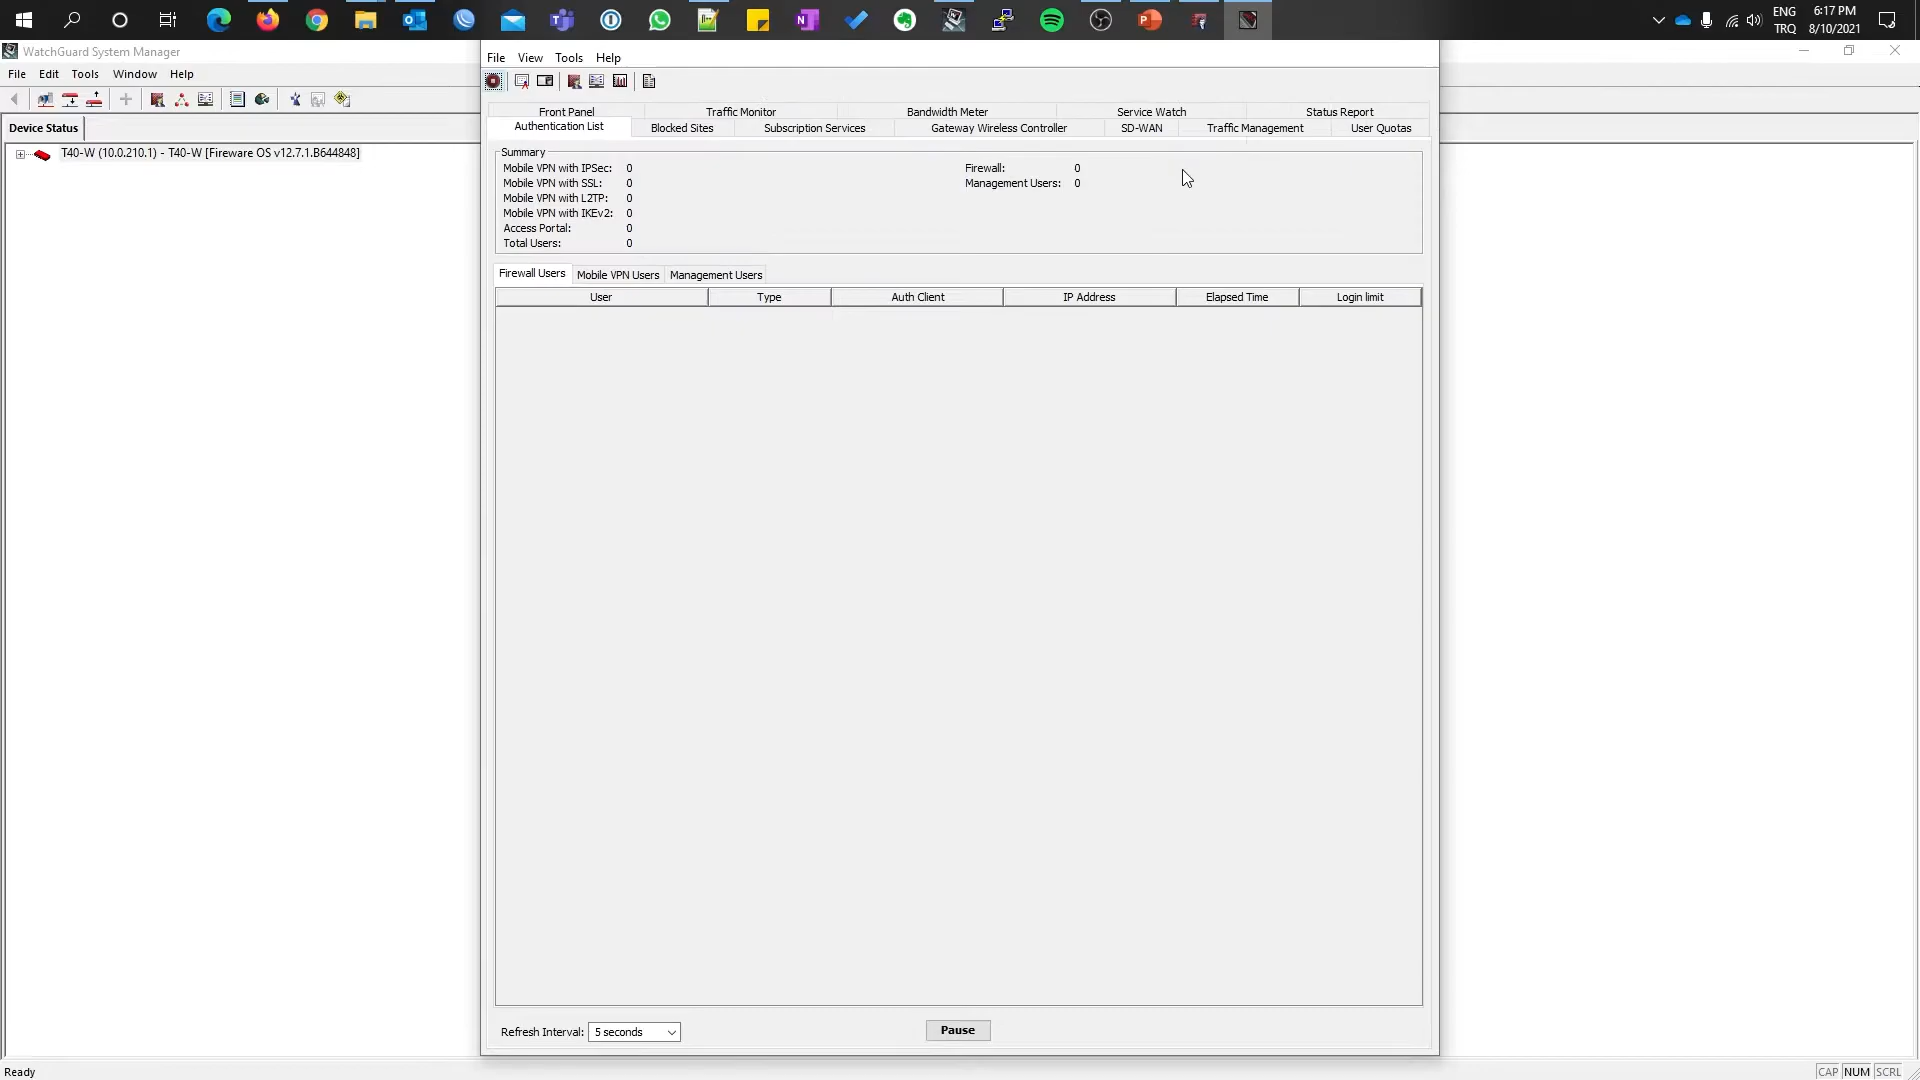 ENG
6:17 PM
TRQ
8/10/2021
WatchGuard System Manager
File Edit Tools Window Help
Device Status
T40-W (10.0.210.1) - T40-W [Fireware OS v12.7.1.B644848]
File View Tools Help
Front Panel Traffic Monitor Bandwidth Meter Service Watch Status Report
Authentication List Blocked Sites Subscription Services Gateway Wireless Controller SD-WAN Traffic Management User Quotas
Summary
Mobile VPN with IPSec: 0 Firewall: 0
Mobile VPN with SSL: 0 Management Users: 0
Mobile VPN with L2TP: 0
Mobile VPN with IKEv2: 0
Access Portal: 0
Total Users: 0
Firewall Users Mobile VPN Users Management Users
User Type Auth Client IP Address Elapsed Time Login limit
Refresh Interval: 5 seconds Pause
Ready CAP NUM SCRL